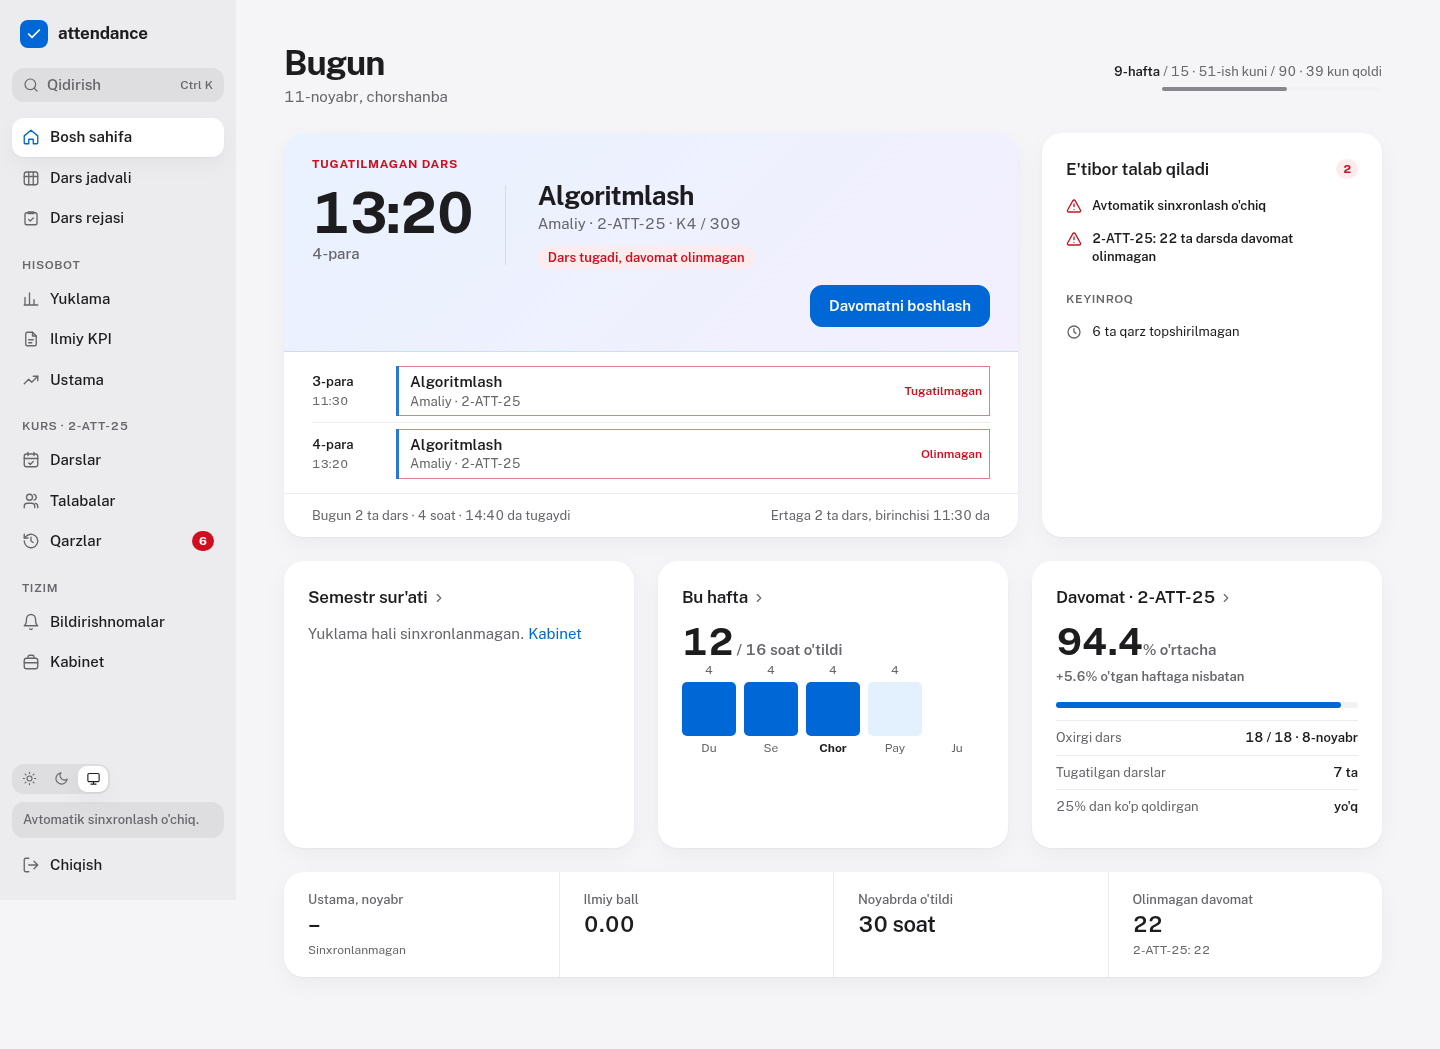 attendance
Qidirish Ctrl K
Bosh sahifa
Dars jadvali
Dars rejasi
HISOBOT
Yuklama
Ilmiy KPI
Ustama
KURS · 2-ATT-25
Darslar
Talabalar
Qarzlar 6
TIZIM
Bildirishnomalar
Kabinet
Avtomatik sinxronlash o'chiq.
Chiqish
Bugun
11-noyabr, chorshanba
9-hafta / 15 · 51-ish kuni / 90 · 39 kun qoldi
TUGATILMAGAN DARS
13:20
4-para
Algoritmlash
Amaliy · 2-ATT-25 · K4 / 309
Dars tugadi, davomat olinmagan
Davomatni boshlash
3-para
11:30
Algoritmlash
Amaliy · 2-ATT-25
Tugatilmagan
4-para
13:20
Algoritmlash
Amaliy · 2-ATT-25
Olinmagan
Bugun 2 ta dars · 4 soat · 14:40 da tugaydi
Ertaga 2 ta dars, birinchisi 11:30 da
E'tibor talab qiladi 2
Avtomatik sinxronlash o'chiq
2-ATT-25: 22 ta darsda davomat
olinmagan
KEYINROQ
6 ta qarz topshirilmagan
Semestr sur'ati
Yuklama hali sinxronlanmagan. Kabinet
Bu hafta
12 / 16 soat o'tildi
4 4 4 4
Du Se Chor Pay Ju
Davomat · 2-ATT-25
94.4% o'rtacha
+5.6% o'tgan haftaga nisbatan
Oxirgi dars 18 / 18 · 8-noyabr
Tugatilgan darslar 7 ta
25% dan ko'p qoldirgan yo'q
Ustama, noyabr
–
Sinxronlanmagan
Ilmiy ball
0.00
Noyabrda o'tildi
30 soat
Olinmagan davomat
22
2-ATT-25: 22